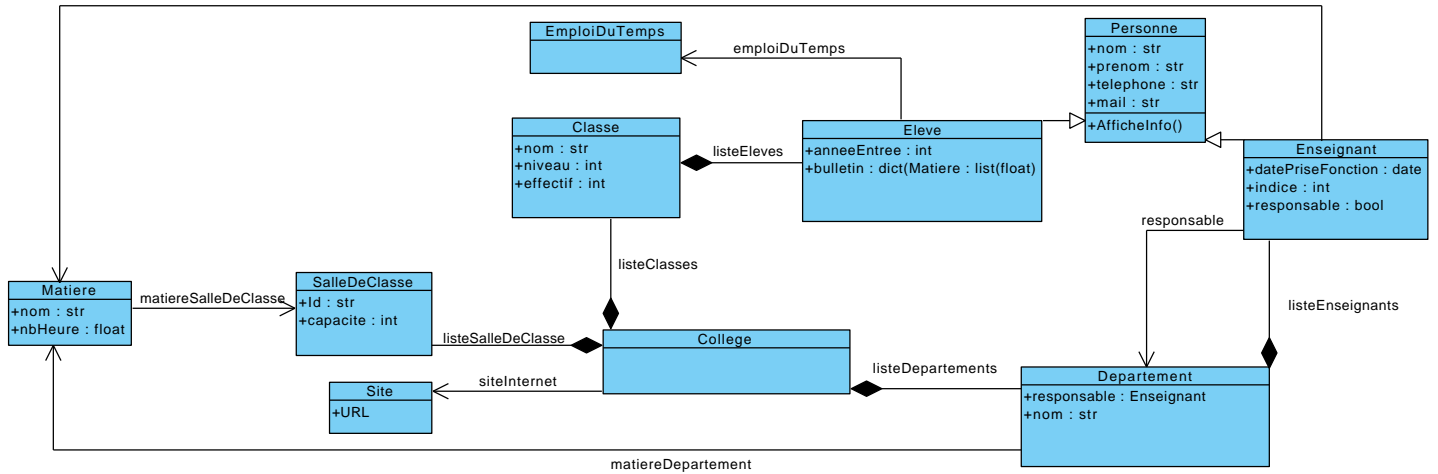 EmploiDuTemps
emploiDuTemps
Personne
+nom : str
+prenom : str
+telephone : str
+mail : str
+AfficheInfo()
Classe
+nom : str
+niveau : int
+effectif : int
listeEleves
Eleve
+anneeEntree : int
+bulletin : dict(Matiere : list(float)
Enseignant
+datePriseFonction : date
+indice : int
+responsable : bool
responsable
listeClasses
Matiere
+nom : str
+nbHeure : float
matiereSalleDeClasse
SalleDeClasse
+Id : str
+capacite : int
listeSalleDeClasse
College
listeEnseignants
listeDepartements
Site
+URL
siteInternet
Departement
+responsable : Enseignant
+nom : str
matiereDepartement